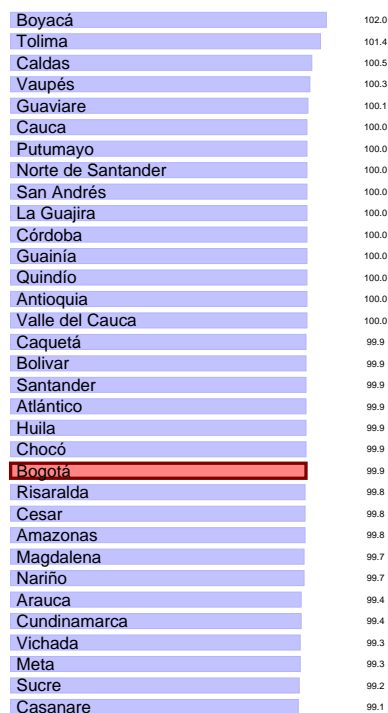 Boyacá 102.0
Tolima 101.4
Caldas 100.5
Vaupés 100.3
Guaviare 100.1
Cauca 100.0
Putumayo 100.0
Norte de Santander 100.0
San Andrés 100.0
La Guajira 100.0
Córdoba 100.0
Guainía 100.0
Quindío 100.0
Antioquia 100.0
Valle del Cauca 100.0
Caquetá 99.9
Bolivar 99.9
Santander 99.9
Atlántico 99.9
Huila 99.9
Chocó 99.9
Bogotá 99.9
Risaralda 99.8
Cesar 99.8
Amazonas 99.8
Magdalena 99.7
Nariño 99.7
Arauca 99.4
Cundinamarca 99.4
Vichada 99.3
Meta 99.3
Sucre 99.2
Casanare 99.1